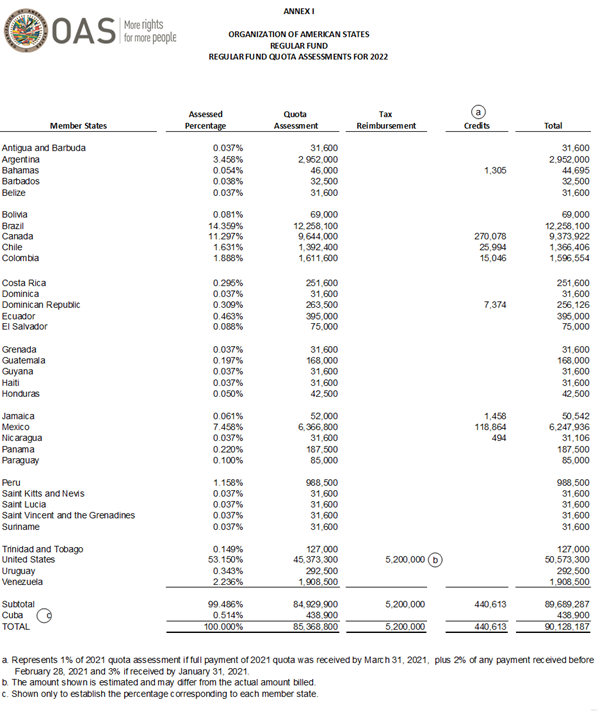 OAS More rights
for more people
ANNEX I
ORGANIZATION OF AMERICAN STATES
REGULAR FUND
REGULAR FUND QUOTA ASSESSMENTS FOR 2022
a
Assessed Quota Tax
Member States Percentage Assessment Reimbursement Credits Total
Antigua and Barbuda 0.037% 31,600 31,600
Argentina 3.458% 2,952,000 2,952,000
Bahamas 0.054% 46,000 1,305 44,695
Barbados 0.038% 32,500 32,500
Belize 0.037% 31,600 31,600
Bolivia 0.081% 69,000 69,000
Brazil 14.359% 12,258,100 12,258,100
Canada 11.297% 9,644,000 270,078 9,373,922
Chile 1.631% 1,392,400 25,994 1,366,406
Colombia 1.888% 1,611,600 15,046 1,596,554
Costa Rica 0.295% 251,600 251,600
Dominica 0.037% 31,600 31,600
Dominican Republic 0.309% 263,500 7,374 256,126
Ecuador 0.463% 395,000 395,000
El Salvador 0.088% 75,000 75,000
Grenada 0.037% 31,600 31,600
Guatemala 0.197% 168,000 168,000
Guyana 0.037% 31,600 31,600
Haiti 0.037% 31,600 31,600
Honduras 0.050% 42,500 42,500
Jamaica 0.061% 52,000 1,458 50,542
Mexico 7.458% 6,366,800 118,864 6,247,936
Nicaragua 0.037% 31,600 494 31,106
Panama 0.220% 187,500 187,500
Paraguay 0.100% 85,000 85,000
Peru 1.158% 988,500 988,500
Saint Kitts and Nevis 0.037% 31,600 31,600
Saint Lucia 0.037% 31,600 31,600
Saint Vincent and the Grenadines 0.037% 31,600 31,600
Suriname 0.037% 31,600 31,600
Trinidad and Tobago 0.149% 127,000 127,000
United States 53.150% 45,373,300 5,200,000 b 50,573,300
Uruguay 0.343% 292,500 292,500
Venezuela 2.236% 1,908,500 1,908,500
Subtotal 99.486% 84,929,900 5,200,000 440,613 89,689,287
Cuba c 0.514% 438,900 438,900
TOTAL 100.000% 85,368,800 5,200,000 440,613 90,128,187
a. Represents 1% of 2021 quota assessment if full payment of 2021 quota was received by March 31, 2021, plus 2% of any payment received before
February 28, 2021 and 3% if received by January 31, 2021.
b. The amount shown is estimated and may differ from the actual amount billed.
c. Shown only to establish the percentage corresponding to each member state.